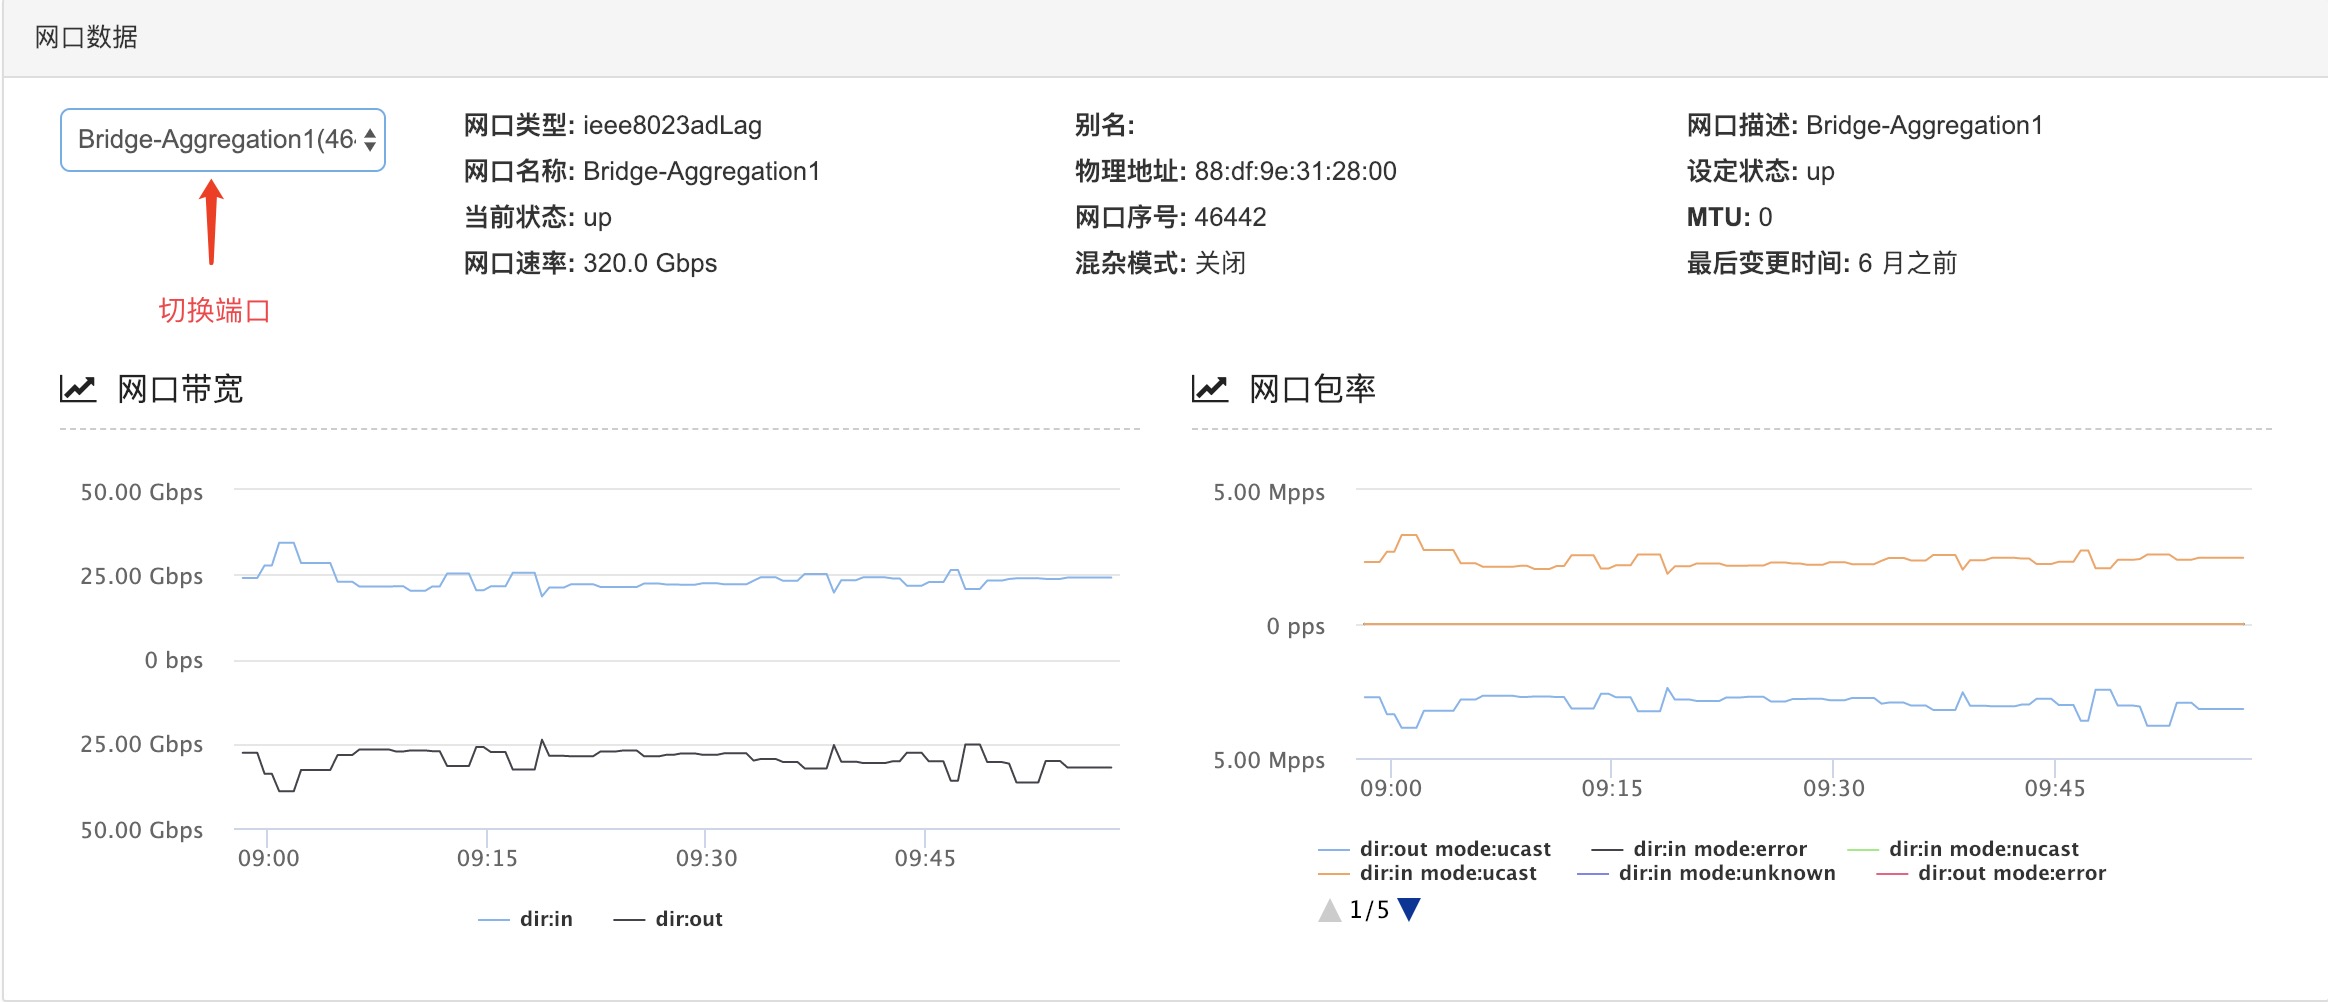 网口数据
Bridge-Aggregation1(46
切换端口
网口类型: ieee8023adLag
网口名称: Bridge-Aggregation1
当前状态: up
网口速率: 320.0 Gbps
别名:
物理地址: 88:df:9e:31:28:00
网口序号: 46442
混杂模式: 关闭
网口描述: Bridge-Aggregation1
设定状态: up
MTU: 0
最后变更时间: 6 月之前
网口带宽
50.00 Gbps
25.00 Gbps
0 bps
25.00 Gbps
50.00 Gbps
09:00 09:15 09:30 09:45
dir:in dir:out
网口包率
5.00 Mpps
0 pps
5.00 Mpps
09:00 09:15 09:30 09:45
dir:out mode:ucast dir:in mode:error dir:in mode:nucast
dir:in mode:ucast dir:in mode:unknown dir:out mode:error
1/5